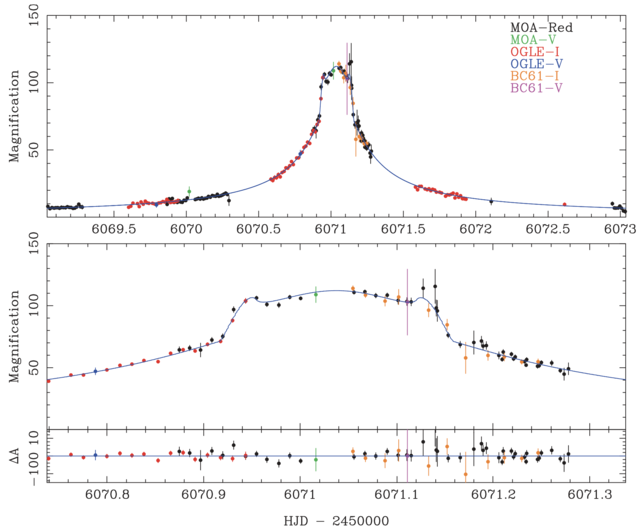 150
100
50
Magnification
MOA−Red
MOA−V
OGLE−I
OGLE−V
BC61−I
BC61−V
6069.5 6070 6070.5 6071 6071.5 6072 6072.5 6073
150
100
50
Magnification
10
0
−10
ΔA
6070.8 6070.9 6071 6071.1 6071.2 6071.3
HJD − 2450000